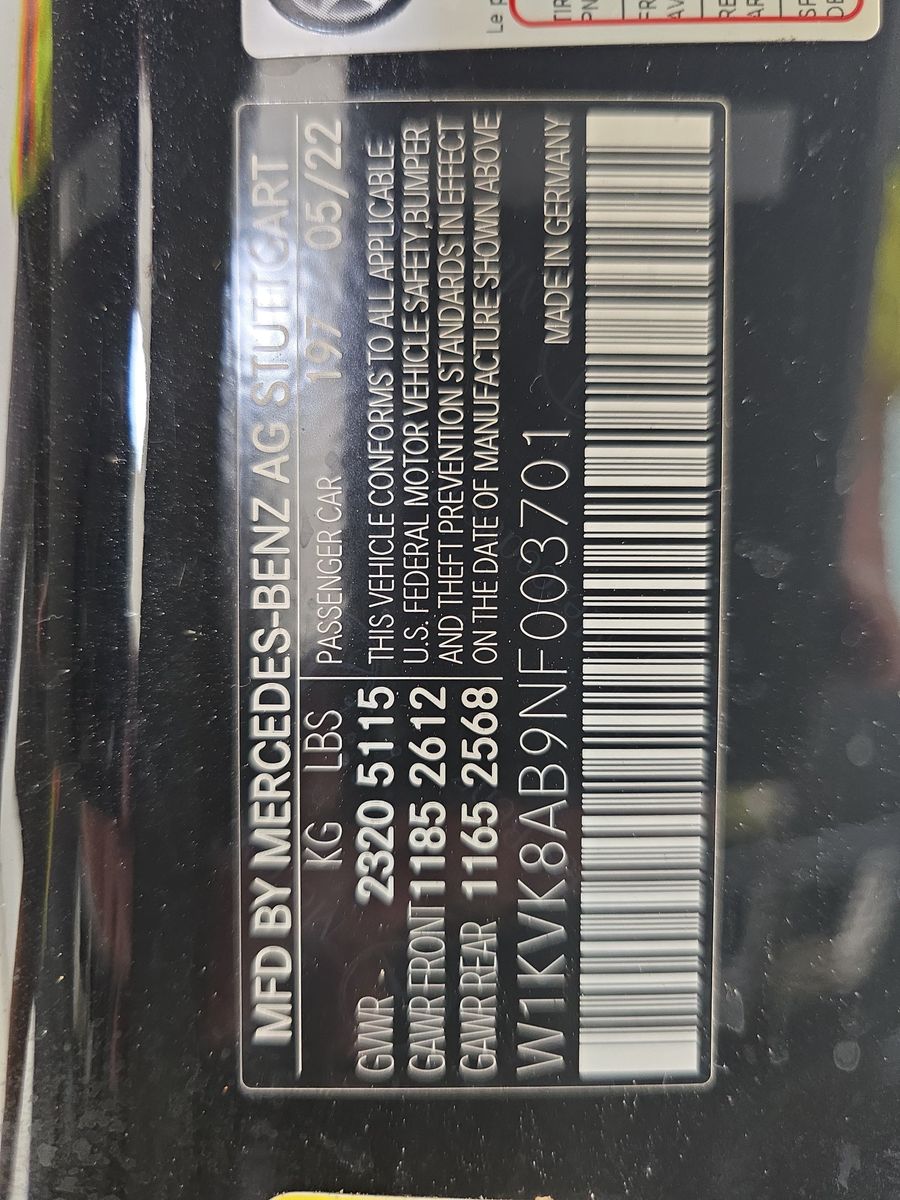 MFD BY MERCEDES-BENZ AG STUTTGART
KG LBS PASSENGER CAR 197 05/22
GVWR 2320 5115 THIS VEHICLE CONFORMS TO ALL APPLICABLE
GAWR FRONT 1185 2612 U.S. FEDERAL MOTOR VEHICLE SAFETY, BUMPER
GAWR REAR 1165 2568 AND THEFT PREVENTION STANDARDS IN EFFECT
ON THE DATE OF MANUFACTURE SHOWN ABOVE
W1KVK8AB9NF003701 MADE IN GERMANY
Le